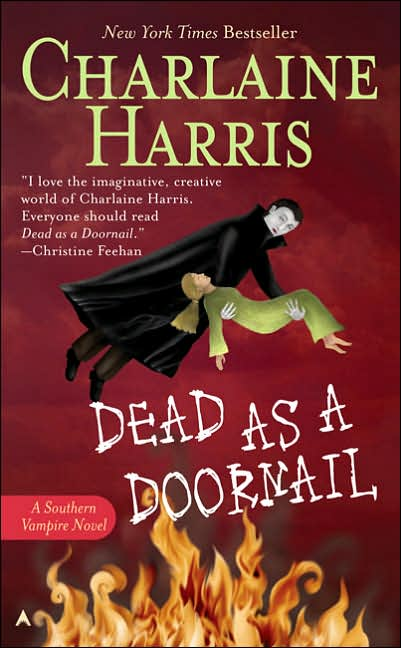 New York Times Bestseller
CHARLAINE
HARRIS
"I love the imaginative, creative
world of Charlaine Harris.
Everyone should read
Dead as a Doornail."
—Christine Feehan
DEAD AS A
DOORNAIL
A Southern
Vampire Novel